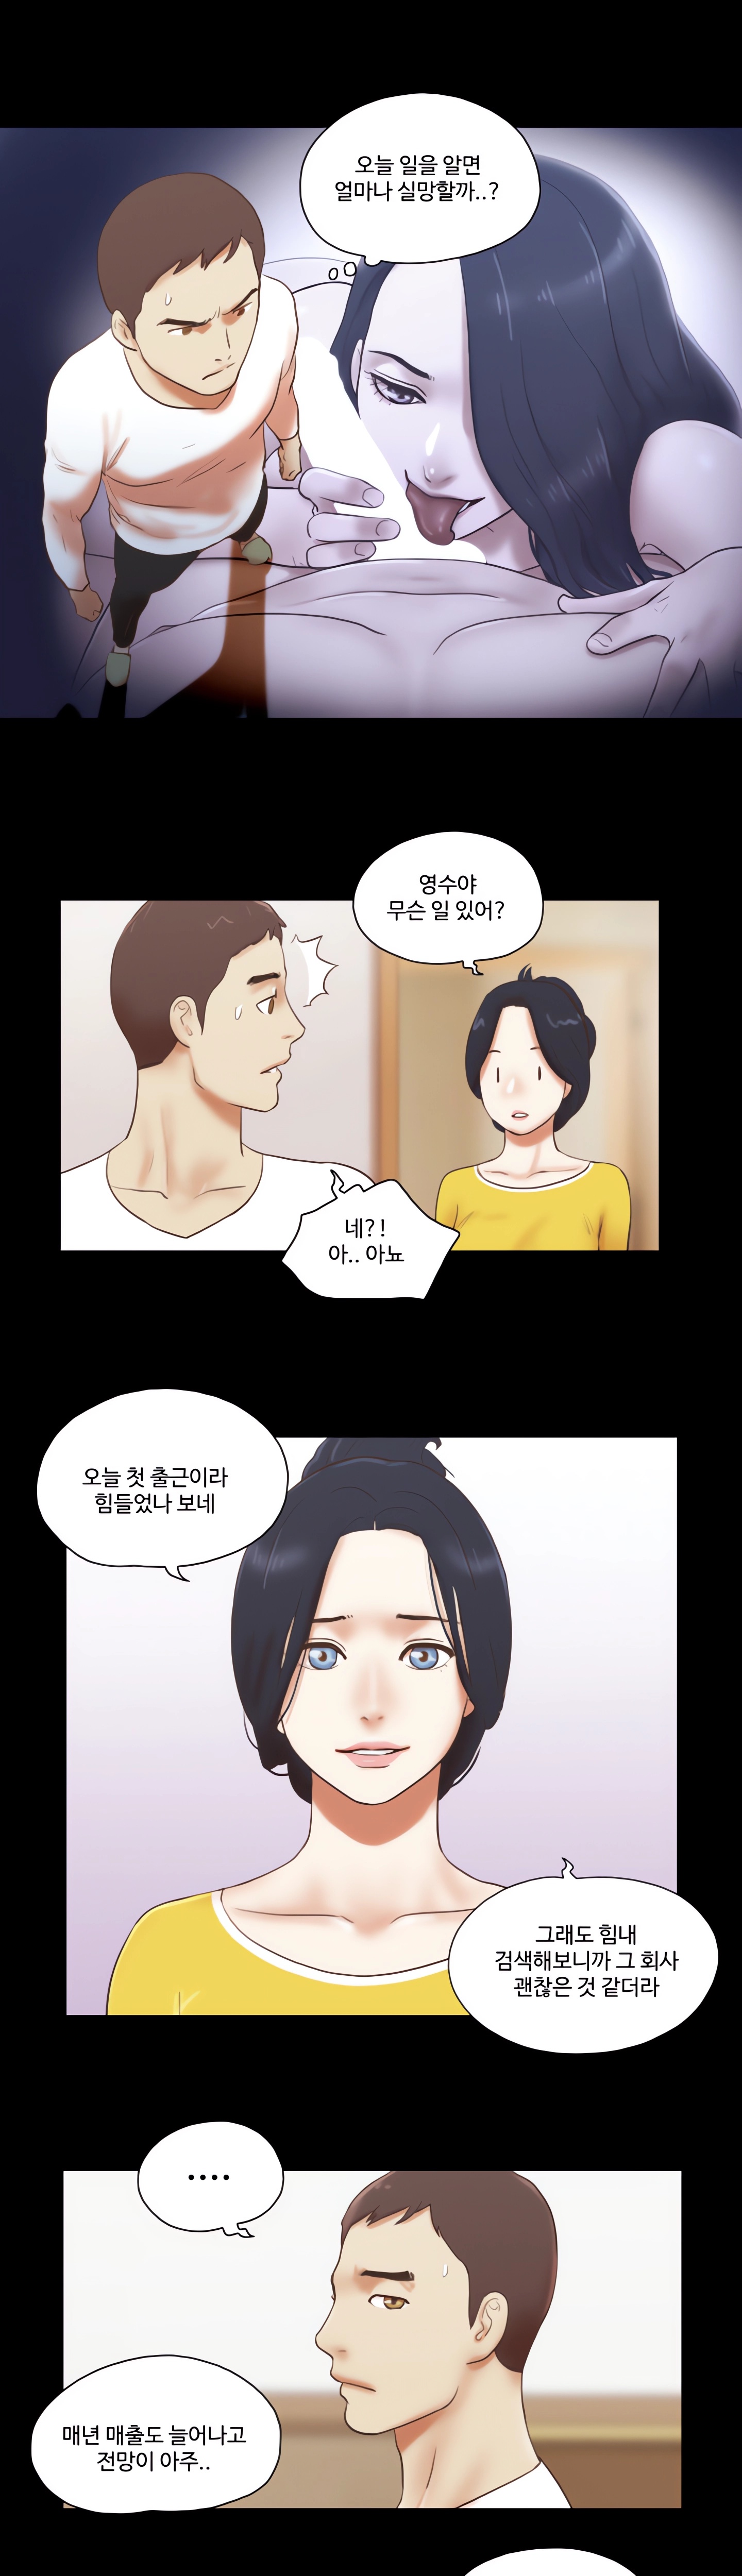 오늘 일을 알면
얼마나 실망할까..?
영수야
무슨 일 있어?
네?!
아.. 아뇨
오늘 첫 출근이라
힘들었나 보네
그래도 힘내
검색해보니까 그 회사
괜찮은 것 같더라
....
매년 매출도 늘어나고
전망이 아주..